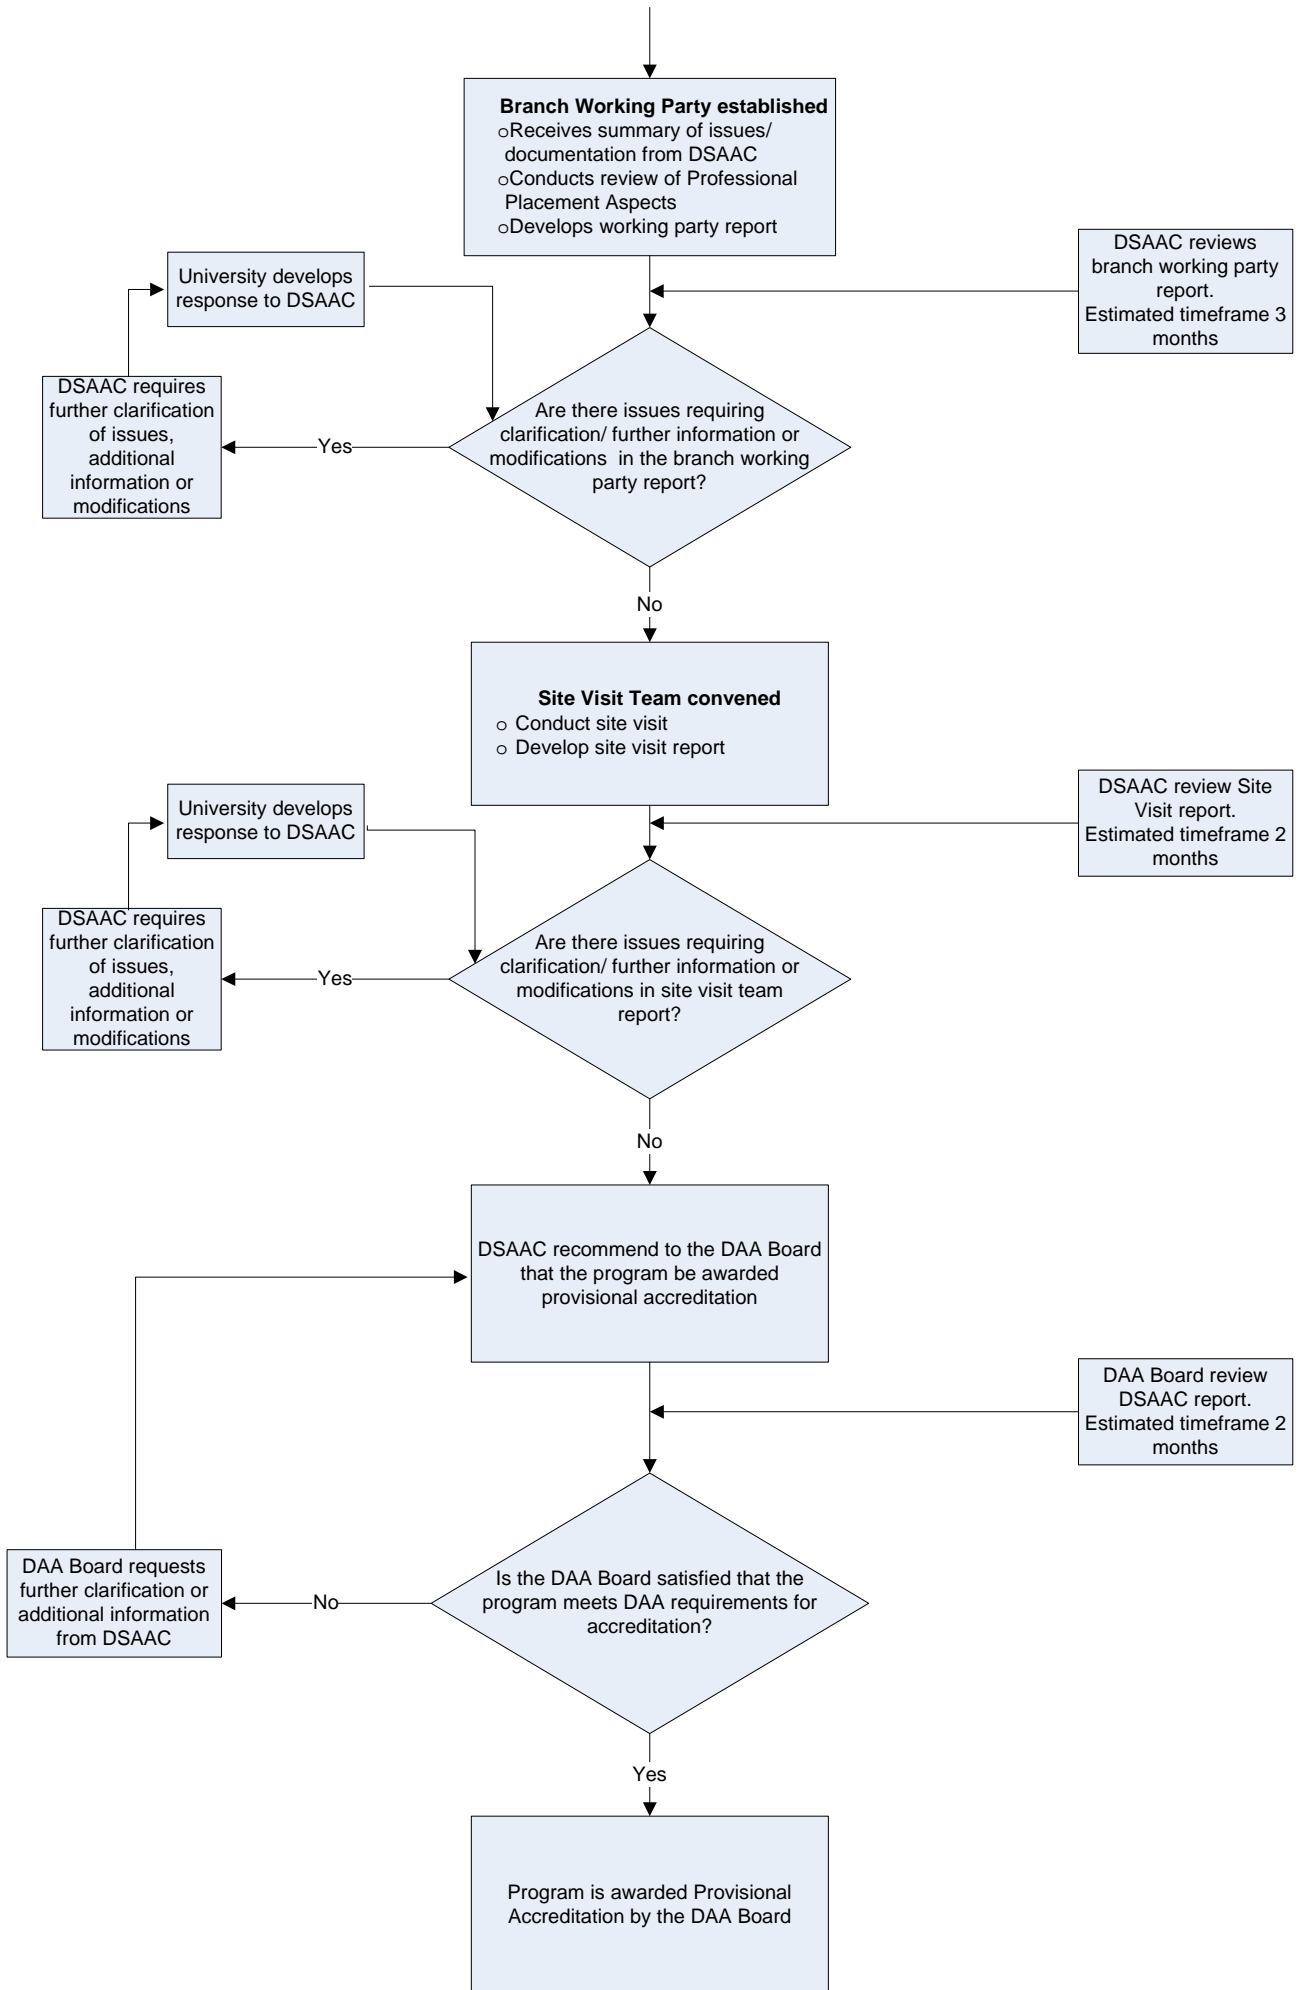 Branch Working Party established
oReceives summary of issues/
documentation from DSAAC
oConducts review of Professional
Placement Aspects
oDevelops working party report
DSAAC reviews
branch working party
report.
Estimated timeframe 3
months
University develops
response to DSAAC
DSAAC requires
further clarification
of issues,
additional
information or
modifications
Yes
Are there issues requiring
clarification/ further information or
modifications  in the branch working
party report?
No
Site Visit Team convened
o Conduct site visit
o Develop site visit report
DSAAC review Site
Visit report.
Estimated timeframe 2
months
University develops
response to DSAAC
DSAAC requires
further clarification
of issues,
additional
information or
modifications
Yes
Are there issues requiring
clarification/ further information or
modifications in site visit team
report?
No
DSAAC recommend to the DAA Board
that the program be awarded
provisional accreditation
DAA Board review
DSAAC report.
Estimated timeframe 2
months
DAA Board requests
further clarification or
additional information
from DSAAC
No
Is the DAA Board satisfied that the
program meets DAA requirements for
accreditation?
Yes
Program is awarded Provisional
Accreditation by the DAA Board